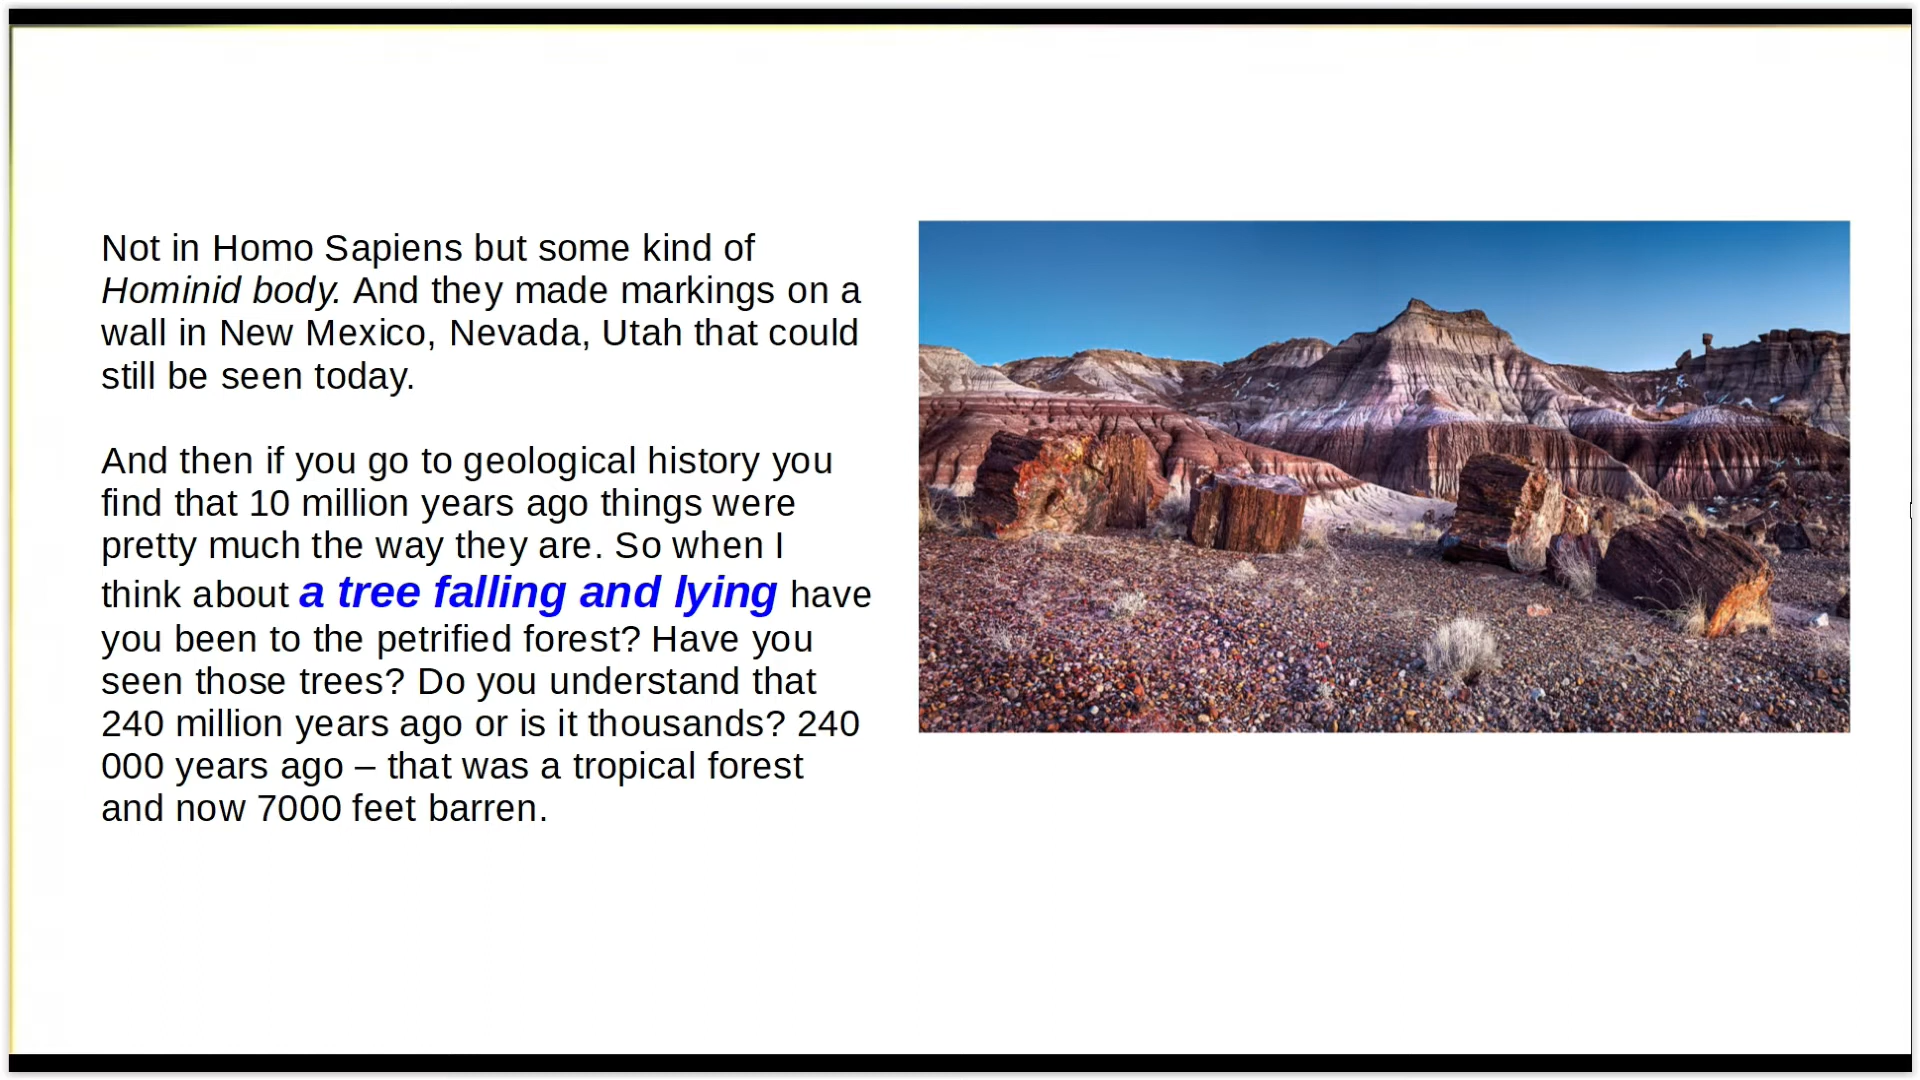 Not in Homo Sapiens but some kind of
Hominid body. And they made markings on a
wall in New Mexico, Nevada, Utah that could
still be seen today.
And then if you go to geological history you
find that 10 million years ago things were
pretty much the way they are. So when I
think about a tree falling and lying have
you been to the petrified forest? Have you
seen those trees? Do you understand that
240 million years ago or is it thousands? 240
000 years ago – that was a tropical forest
and now 7000 feet barren.